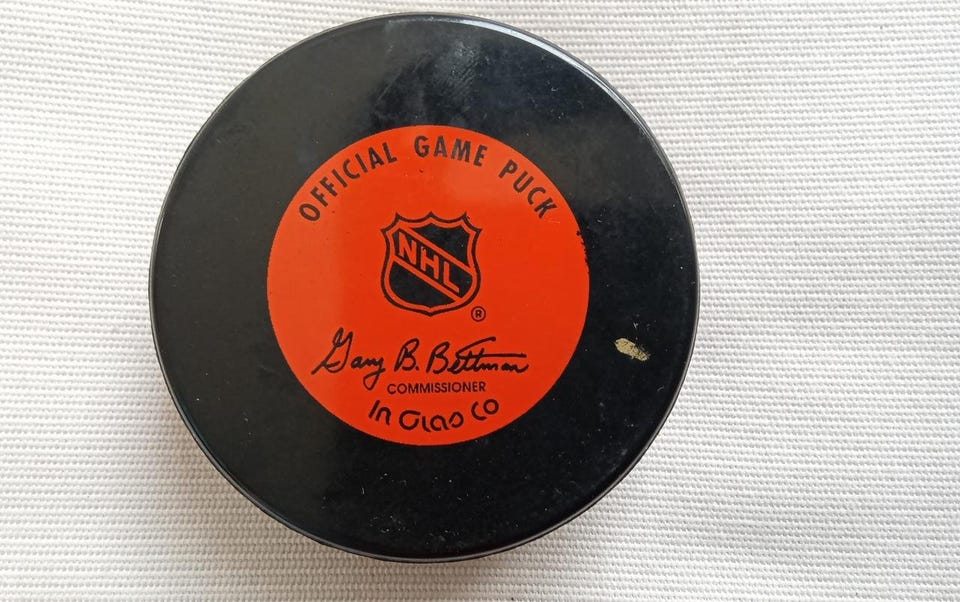 OFFICIAL GAME PUCK
NHL
®
Gary B. Bettman
COMMISSIONER
In Glas Co